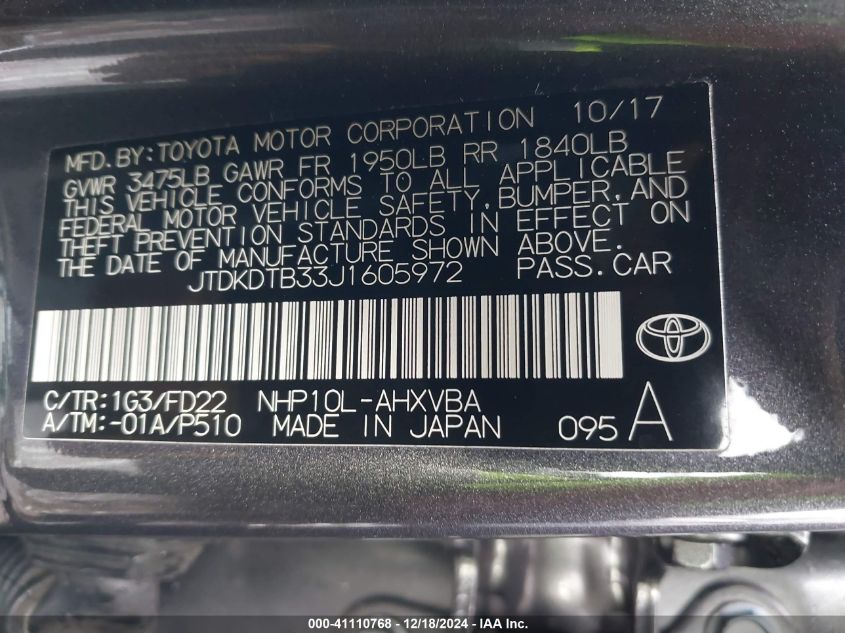 MFD. BY: TOYOTA MOTOR CORPORATION 10/17
GVWR 3475LB GAWR FR 1950LB RR 1840LB
THIS VEHICLE CONFORMS TO ALL APPLICABLE
FEDERAL MOTOR VEHICLE SAFETY, BUMPER, AND
THEFT PREVENTION STANDARDS IN EFFECT ON
THE DATE OF MANUFACTURE SHOWN ABOVE.
JTDKDTB33J1605972 PASS. CAR
C/TR: 1G3/FD22 NHP10L-AHXVBA
A/TM: -01A/P510 MADE IN JAPAN 095 A
000-41110768 - 12/18/2024 - IAA Inc.